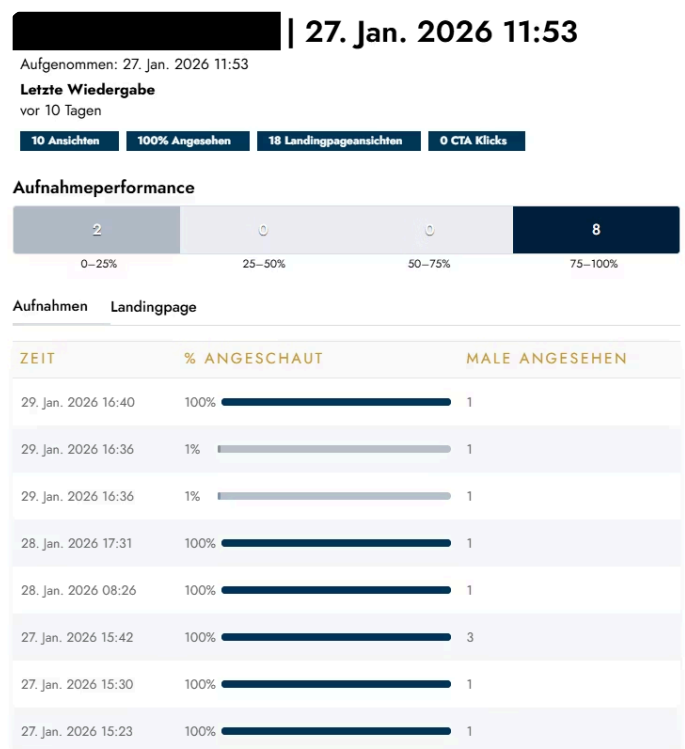 | 27. Jan. 2026 11:53
Aufgenommen: 27. Jan. 2026 11:53
Letzte Wiedergabe
vor 10 Tagen
10 Ansichten 100% Angesehen 18 Landingpageansichten 0 CTA Klicks
Aufnahmeperformance
2 0 0 8
0–25% 25–50% 50–75% 75–100%
Aufnahmen Landingpage
ZEIT % ANGESCHAUT MALE ANGESEHEN
29. Jan. 2026 16:40 100% 1
29. Jan. 2026 16:36 1% 1
29. Jan. 2026 16:36 1% 1
28. Jan. 2026 17:31 100% 1
28. Jan. 2026 08:26 100% 1
27. Jan. 2026 15:42 100% 3
27. Jan. 2026 15:30 100% 1
27. Jan. 2026 15:23 100% 1